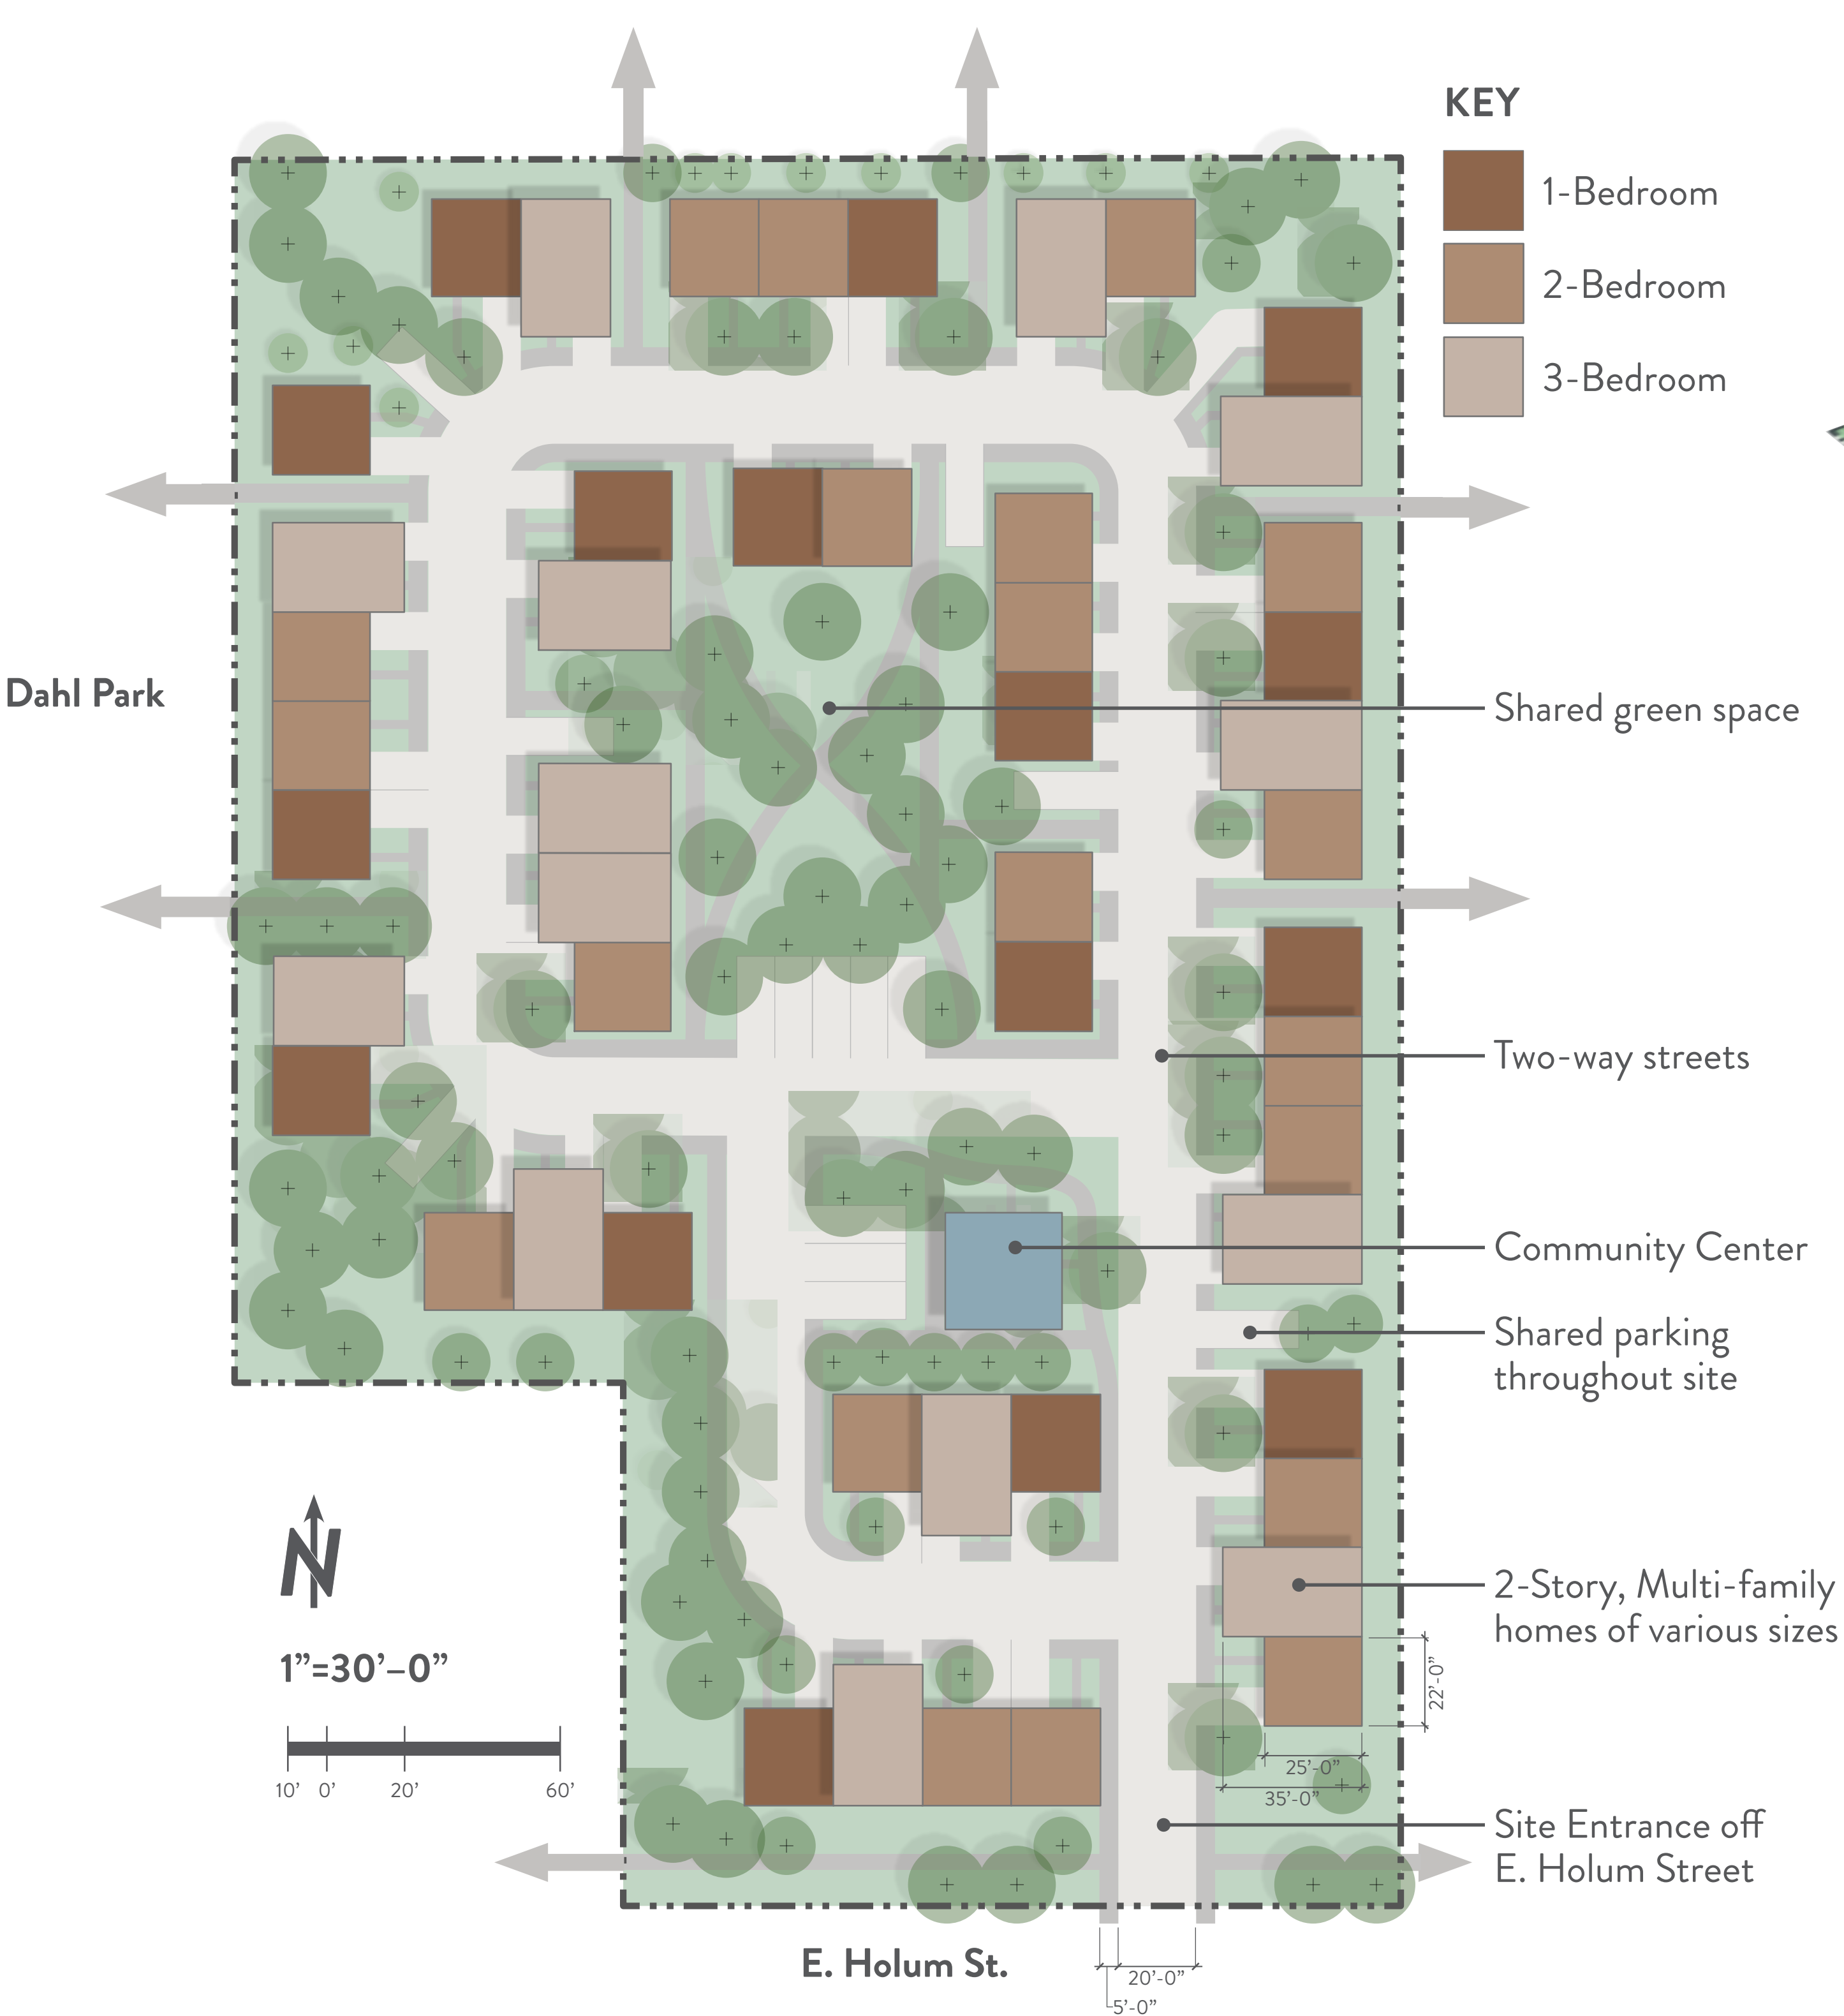 KEY
1-Bedroom
2-Bedroom
3-Bedroom
Dahl Park
Shared green space
Two-way streets
Community Center
Shared parking
throughout site
2-Story, Multi-family
homes of various sizes
22’-0”
25’-0”
35’-0”
Site Entrance off
E. Holum Street
N
1”=30’–0”
10’ 0’ 20’ 60’
E. Holum St.
20’-0”
5’-0”